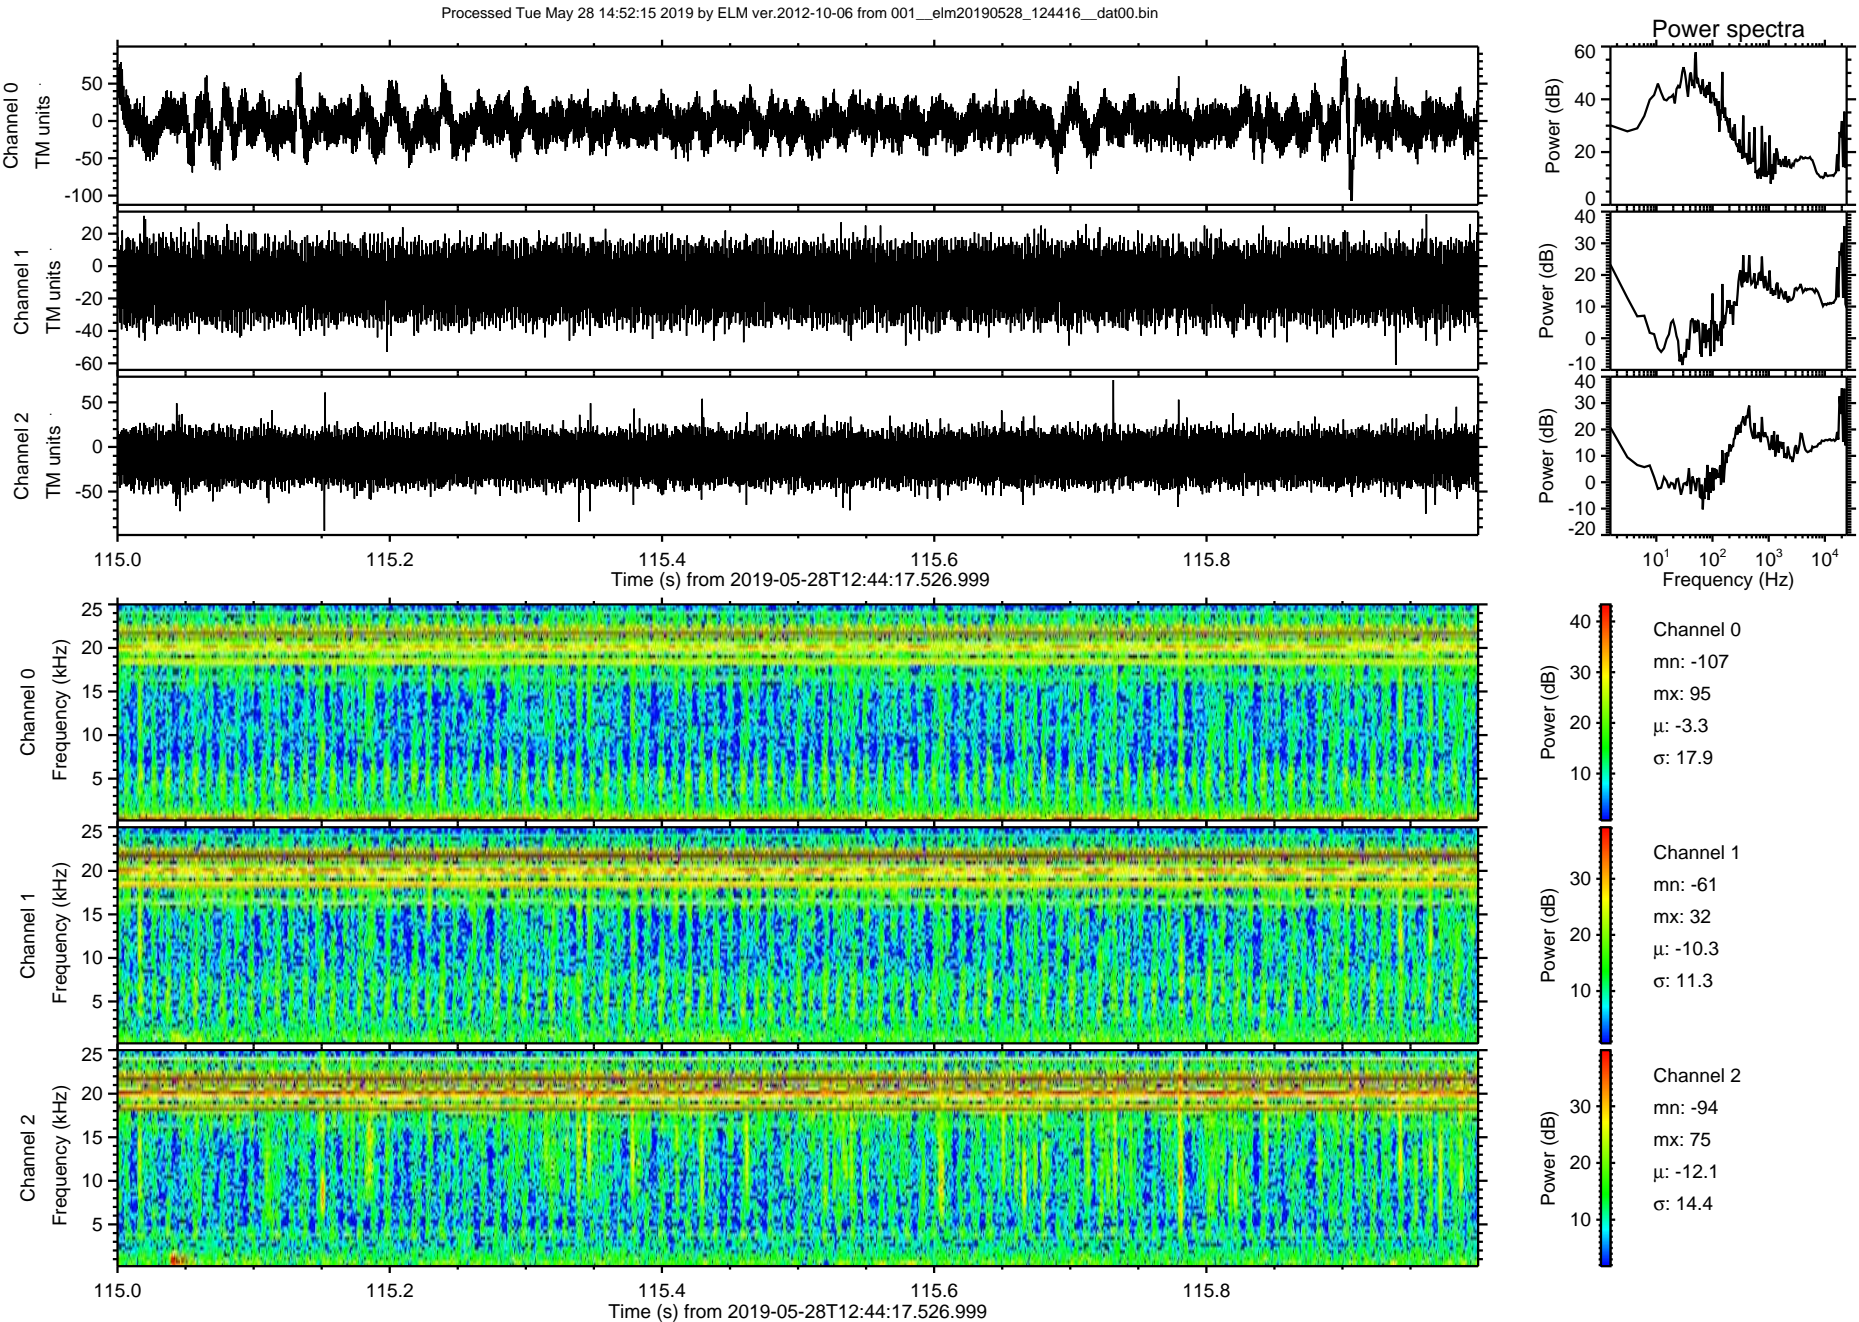 Processed Tue May 28 14:52:15 2019 by ELM ver.2012-10-06 from 001__elm20190528_124416__dat00.bin
Power spectra
Channel 0
TM units
50
0
-50
-100
Power (dB)
60
40
20
0
Channel 1
TM units
20
0
-20
-40
-60
Power (dB)
40
30
20
10
0
-10
Channel 2
TM units
50
0
-50
Power (dB)
40
30
20
10
0
-10
-20
115.0 115.2 115.4 115.6 115.8
Time (s) from 2019-05-28T12:44:17.526.999
10¹ 10² 10³ 10⁴
Frequency (Hz)
Channel 0
Frequency (kHz)
25
20
15
10
5
Power (dB)
40
30
20
10
Channel 0
mn: -107
mx: 95
μ: -3.3
σ: 17.9
Channel 1
Frequency (kHz)
25
20
15
10
5
Power (dB)
30
20
10
Channel 1
mn: -61
mx: 32
μ: -10.3
σ: 11.3
Channel 2
Frequency (kHz)
25
20
15
10
5
Power (dB)
30
20
10
Channel 2
mn: -94
mx: 75
μ: -12.1
σ: 14.4
115.0 115.2 115.4 115.6 115.8
Time (s) from 2019-05-28T12:44:17.526.999